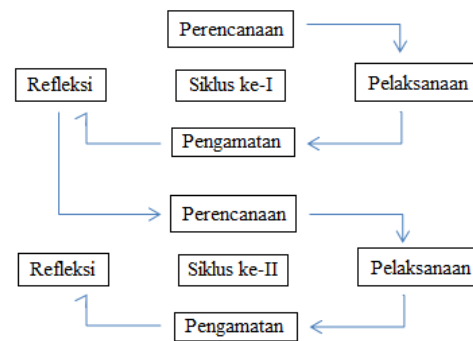 Perencanaan
Refleksi
Siklus ke-I
Pelaksanaan
Pengamatan
Perencanaan
Refleksi
Siklus ke-II
Pelaksanaan
Pengamatan